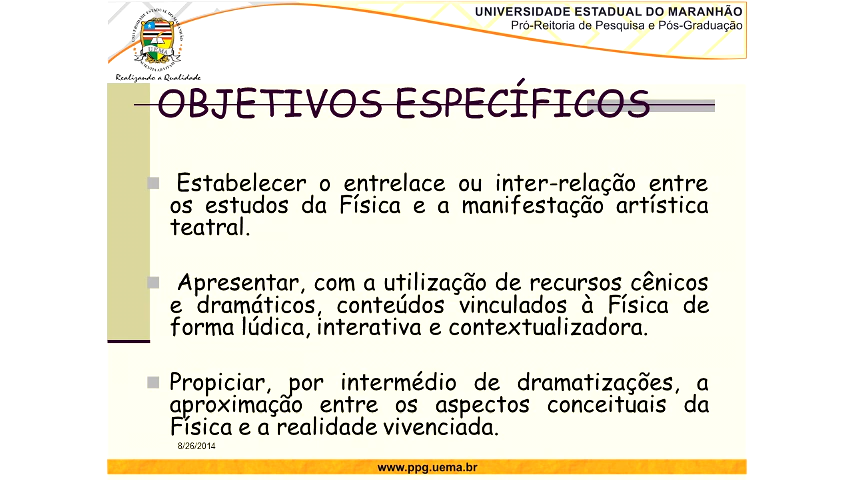 UNIVERSIDADE ESTADUAL DO MARANHÃO
Pró-Reitoria de Pesquisa e Pós-Graduação
UEMA
Realizando a Qualidade
OBJETIVOS ESPECÍFICOS
Estabelecer o entrelace ou inter-relação entre
os estudos da Física e a manifestação artística
teatral.
Apresentar, com a utilização de recursos cênicos
e dramáticos, conteúdos vinculados à Física de
forma lúdica, interativa e contextualizadora.
Propiciar, por intermédio de dramatizações, a
aproximação entre os aspectos conceituais da
Física e a realidade vivenciada.
8/26/2014
www.ppg.uema.br